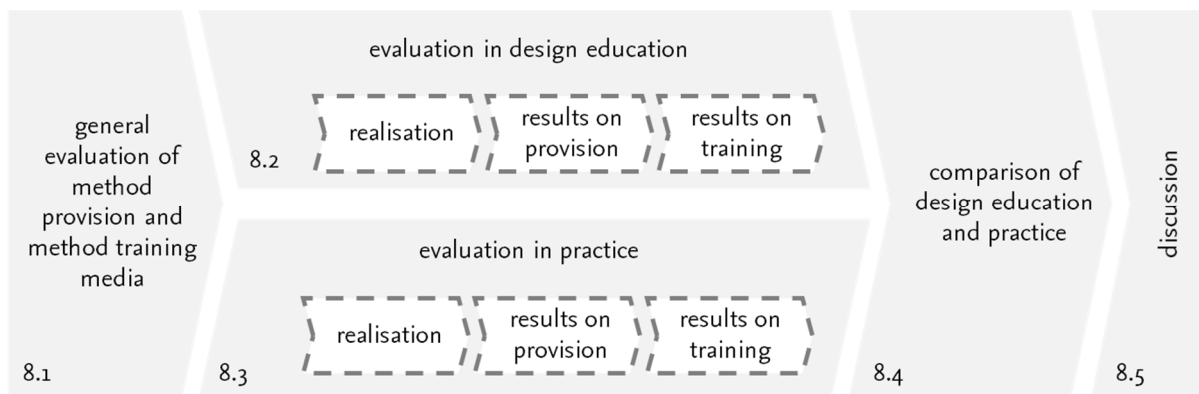 general
evaluation of
method
provision and
method training
media
8.1
evaluation in design education
realisation
results on
provision
results on
training
8.2
evaluation in practice
realisation
results on
provision
results on
training
8.3
comparison of
design education
and practice
8.4
discussion
8.5